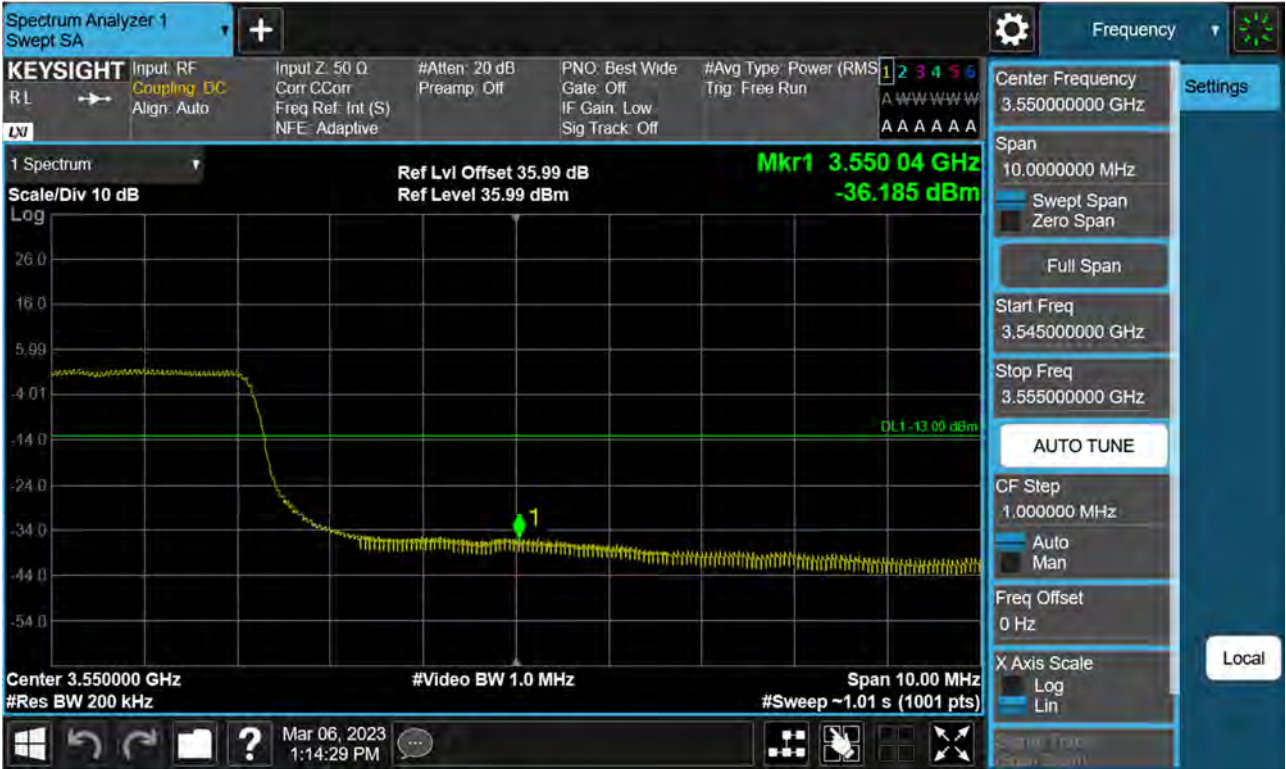 Spectrum Analyzer 1
Swept SA
+
Frequency
KEYSIGHT
RL
LXI
Input: RF
Coupling: DC
Align: Auto
Input Z: 50 Ω
Corr CCorr
Freq Ref: Int (S)
NFE: Adaptive
#Atten: 20 dB
Preamp: Off
PNO: Best Wide
Gate: Off
IF Gain: Low
Sig Track: Off
#Avg Type: Power (RMS
Trig: Free Run
1 2 3 4 5 6
A W W W W W
A A A A A A
1 Spectrum
Scale/Div 10 dB
Log
Ref Lvl Offset 35.99 dB
Ref Level 35.99 dBm
Mkr1 3.550 04 GHz
-36.185 dBm
26.0
16.0
5.99
-4.01
-14.0
-24.0
-34.0
-44.0
-54.0
DL1 -13.00 dBm
1
Center 3.550000 GHz
#Res BW 200 kHz
#Video BW 1.0 MHz
Span 10.00 MHz
#Sweep ~1.01 s (1001 pts)
Center Frequency
3.550000000 GHz
Settings
Span
10.0000000 MHz
Swept Span
Zero Span
Full Span
Start Freq
3.545000000 GHz
Stop Freq
3.555000000 GHz
AUTO TUNE
CF Step
1.000000 MHz
Auto
Man
Freq Offset
0 Hz
X Axis Scale
Log
Lin
Local
?
Mar 06, 2023
1:14:29 PM